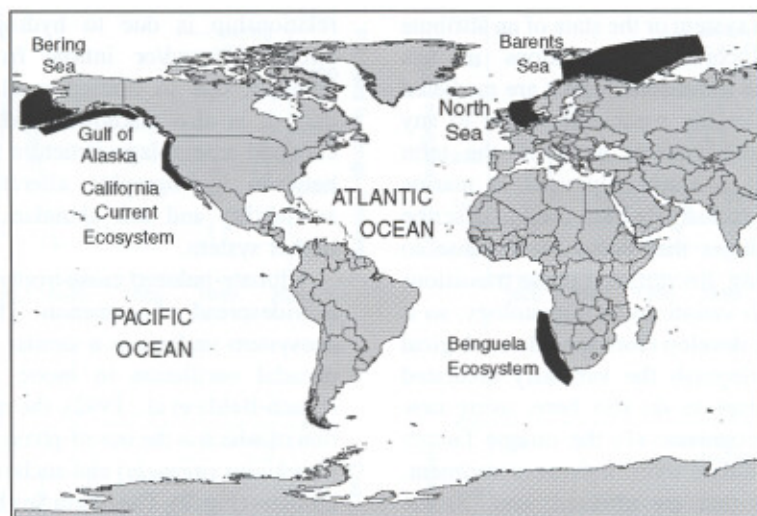 Bering
Sea
Barents
Sea
North
Sea
Gulf of
Alaska
California
Current
Ecosystem
ATLANTIC
OCEAN
PACIFIC
OCEAN
Benguela
Ecosystem